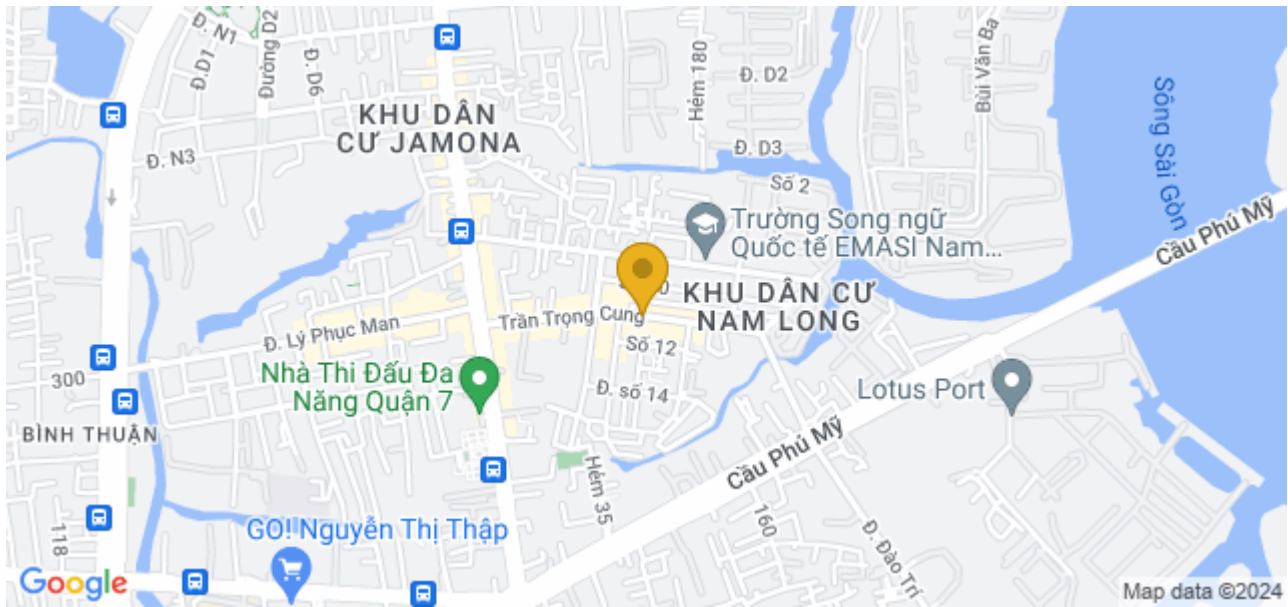 Đ. N1
Đ.D1
Đường D2
Đ. D6
KHU DÂN
CƯ JAMONA
Đ. N3
Hẻm 180
Đ. D2
Đ. D3
Số 2
Bùi Văn Ba
Sông Sài Gòn
Cầu Phú Mỹ
Trường Song ngữ
Quốc tế EMASI Nam...
KHU DÂN CƯ
NAM LONG
Đ. Lý Phục Man
Trần Trọng Cung
Số 12
300
Nhà Thi Đấu Đa
Năng Quận 7
Đ. số 14
Lotus Port
BÌNH THUẬN
Cầu Phú Mỹ
Hẻm 35
160
Đ. Đào Trí
118
GO! Nguyễn Thị Thập
Google
Map data ©2024